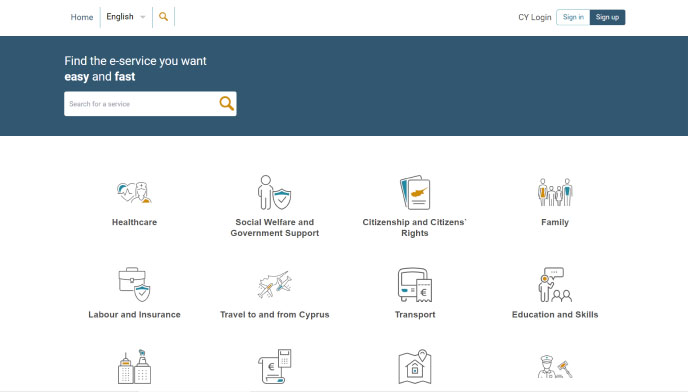 Home
English
CY Login
Sign in
Sign up
Find the e-service you want
easy and fast
Search for a service
Healthcare
Social Welfare and
Government Support
Citizenship and Citizens'
Rights
Family
Labour and Insurance
Travel to and from Cyprus
Transport
Education and Skills